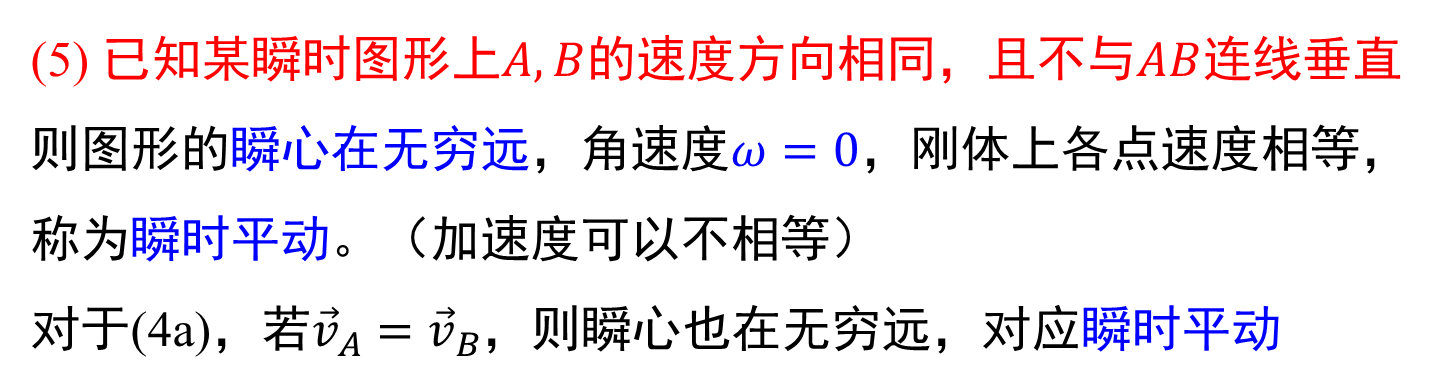 (5) 已知某瞬时图形上A, B的速度方向相同，且不与AB连线垂直
则图形的瞬心在无穷远，角速度ω = 0，刚体上各点速度相等，
称为瞬时平动。（加速度可以不相等）
对于(4a)，若v⃗_A = v⃗_B，则瞬心也在无穷远，对应瞬时平动